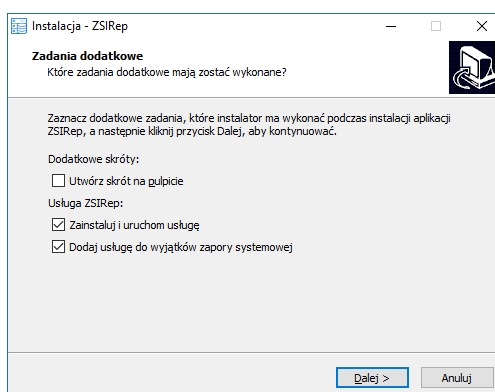 Instalacja - ZSIRep
Zadania dodatkowe
Które zadania dodatkowe mają zostać wykonane?
Zaznacz dodatkowe zadania, które instalator ma wykonać podczas instalacji aplikacji
ZSIRep, a następnie kliknij przycisk Dalej, aby kontynuować.
Dodatkowe skróty:
Utwórz skrót na pulpicie
Usługa ZSIRep:
Zainstaluj i uruchom usługę
Dodaj usługę do wyjątków zapory systemowej
Dalej >
Anuluj